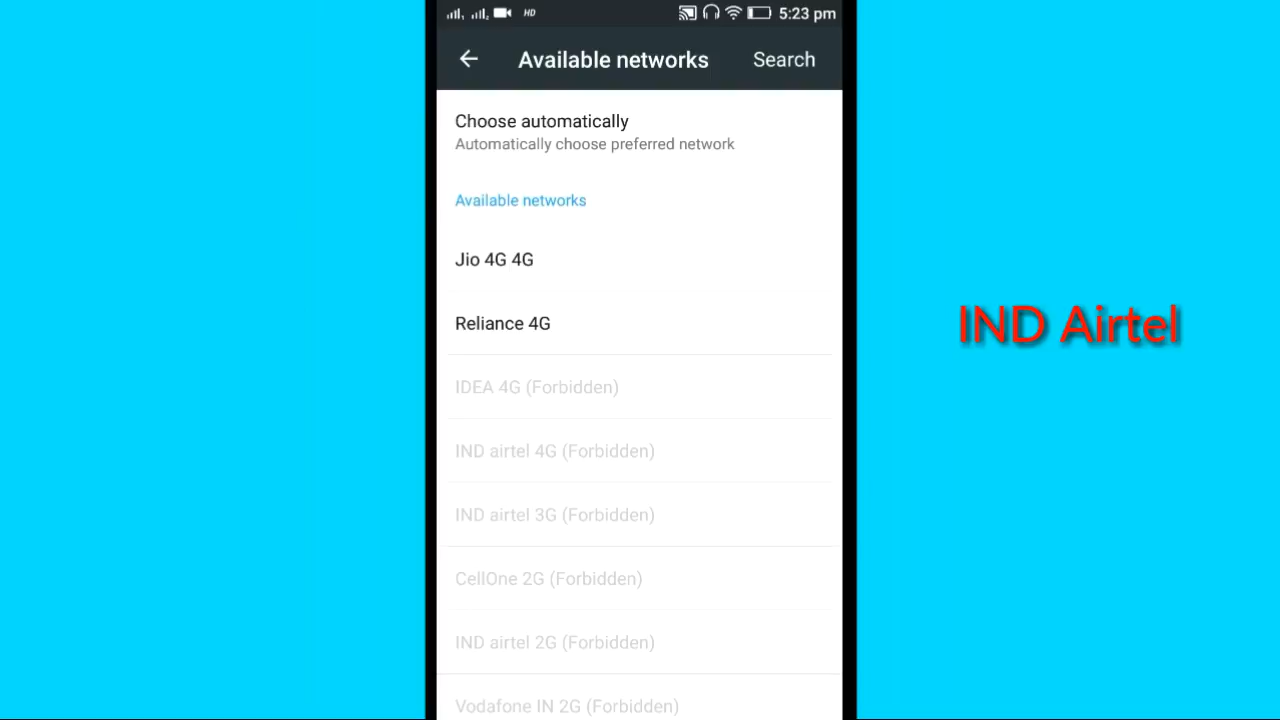 HD 5:23 pm
Available networks Search
Choose automatically
Automatically choose preferred network
Available networks
Jio 4G 4G
Reliance 4G
IDEA 4G (Forbidden)
IND airtel 4G (Forbidden)
IND airtel 3G (Forbidden)
CellOne 2G (Forbidden)
IND airtel 2G (Forbidden)
Vodafone IN 2G (Forbidden)
IND Airtel